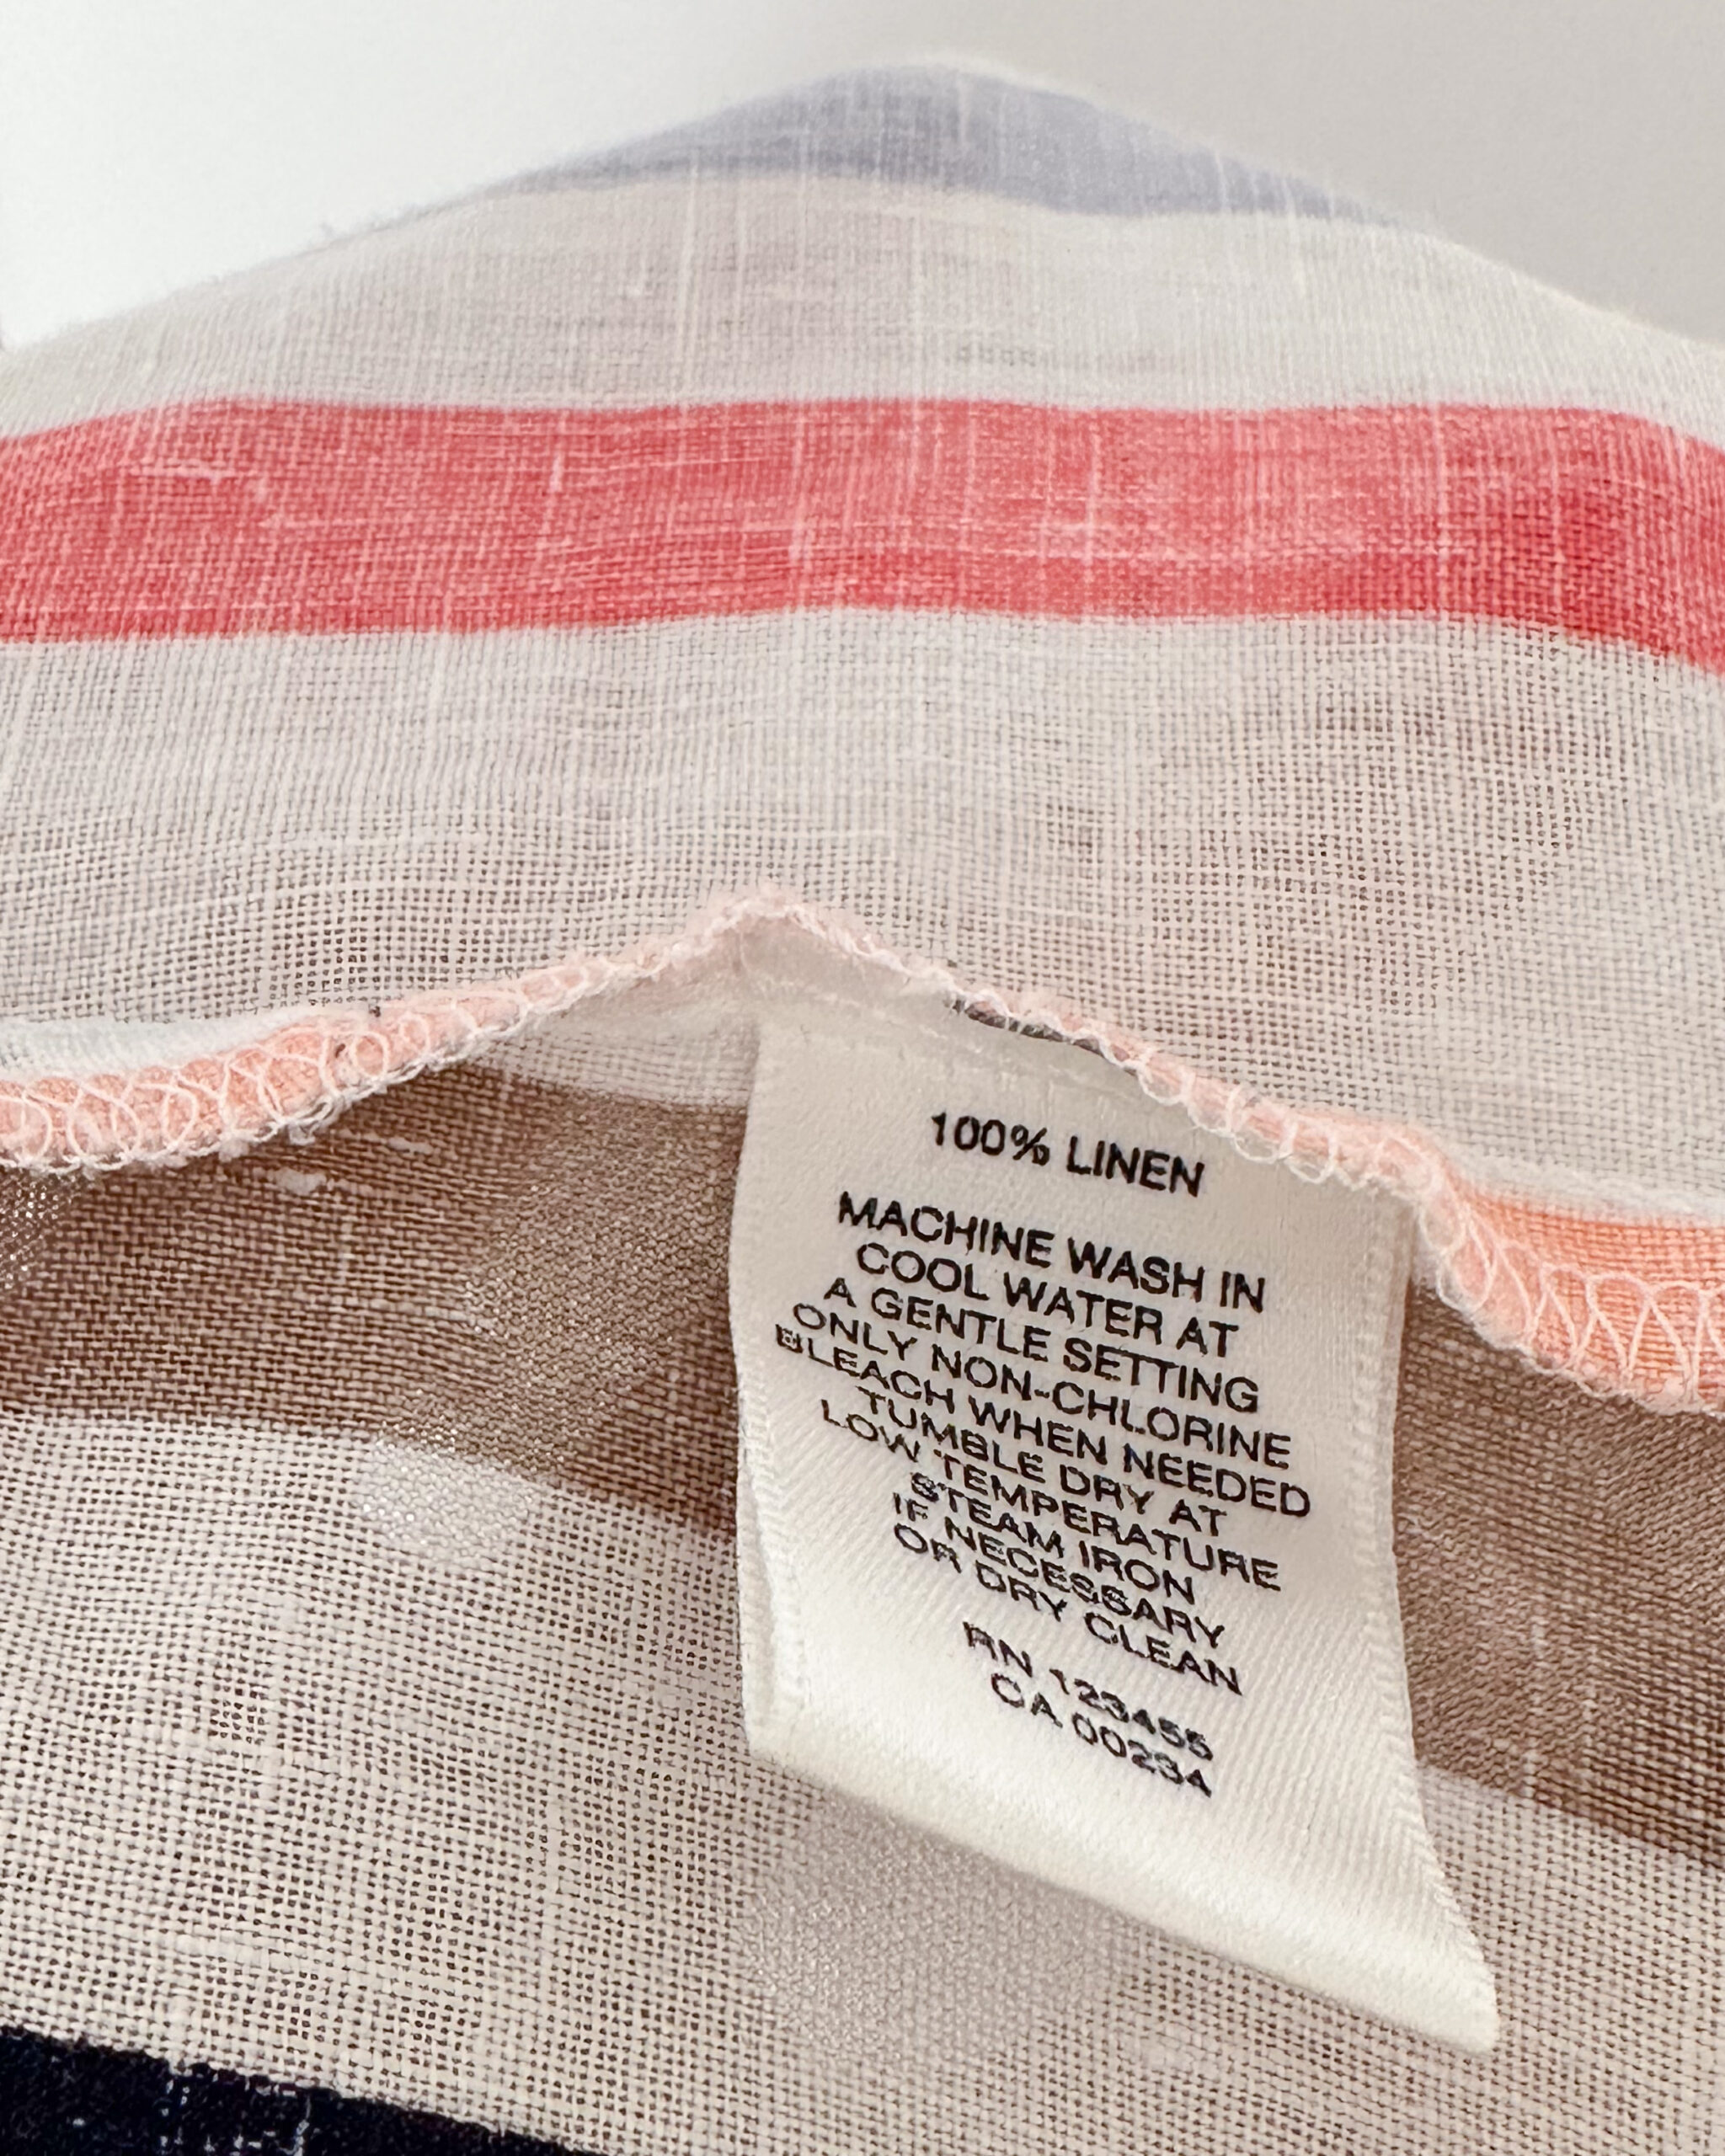 100% LINEN
MACHINE WASH IN
COOL WATER AT
A GENTLE SETTING
ONLY NON-CHLORINE
BLEACH WHEN NEEDED
TUMBLE DRY AT
LOW TEMPERATURE
STEAM IRON
IF NECESSARY
OR DRY CLEAN
RN 123455
CA 00234